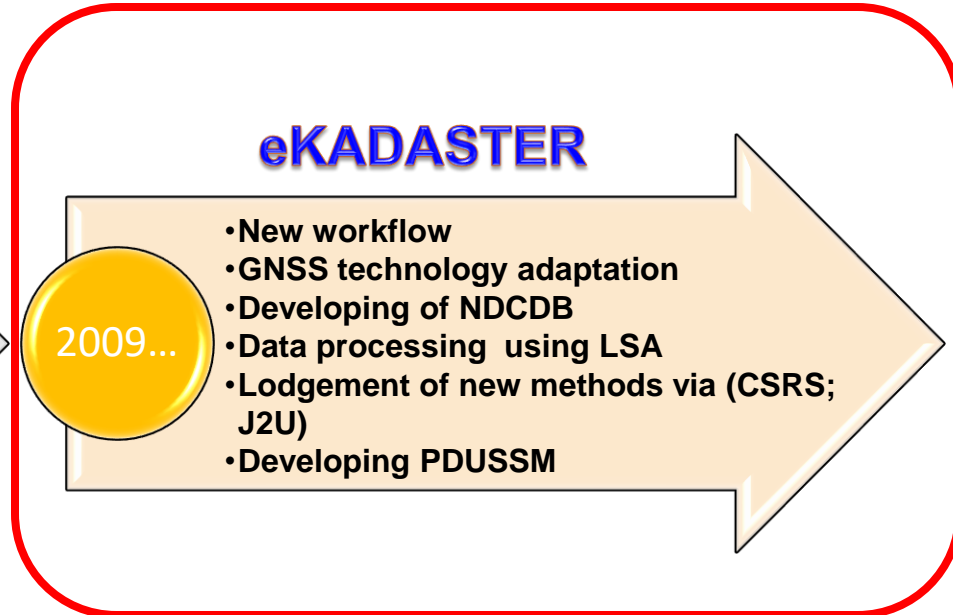 eKADASTER
•New workflow
•GNSS technology adaptation
•Developing of NDCDB
2009...
•Data processing using LSA
•Lodgement of new methods via (CSRS;
J2U)
•Developing PDUSSM